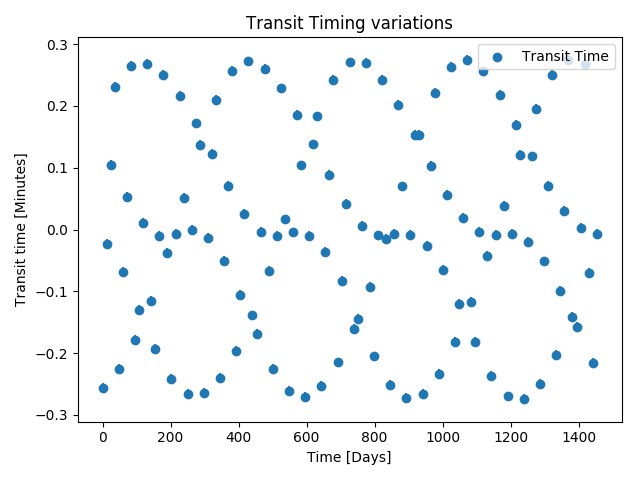 Transit Timing variations
Transit Time
Transit time [Minutes]
0.3
0.2
0.1
0.0
−0.1
−0.2
−0.3
0 200 400 600 800 1000 1200 1400
Time [Days]